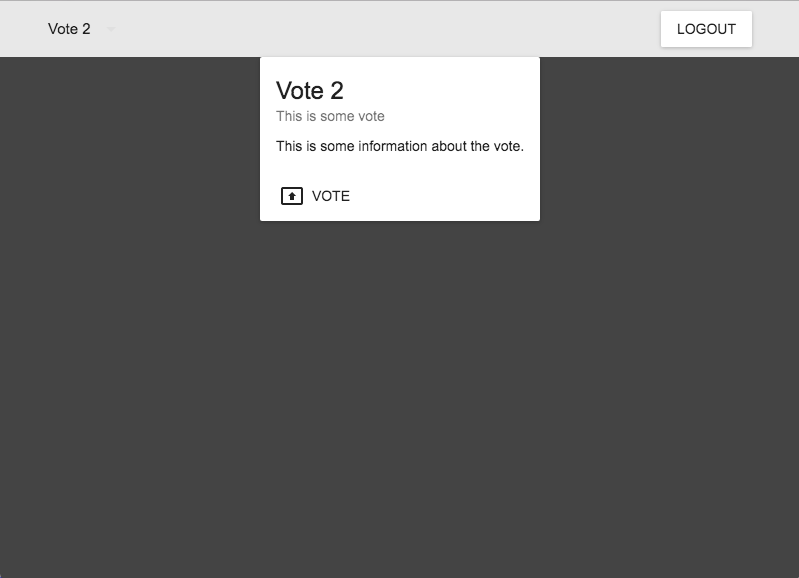 Vote 2
LOGOUT
Vote 2
This is some vote
This is some information about the vote.
VOTE